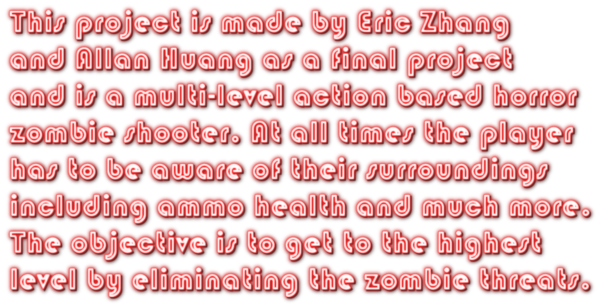 This project is made by Eric Zhang
and Allan Huang as a final project
and is a multi-level action based horror
zombie shooter. At all times the player
has to be aware of their surroundings
including ammo health and much more.
The objective is to get to the highest
level by eliminating the zombie threats.